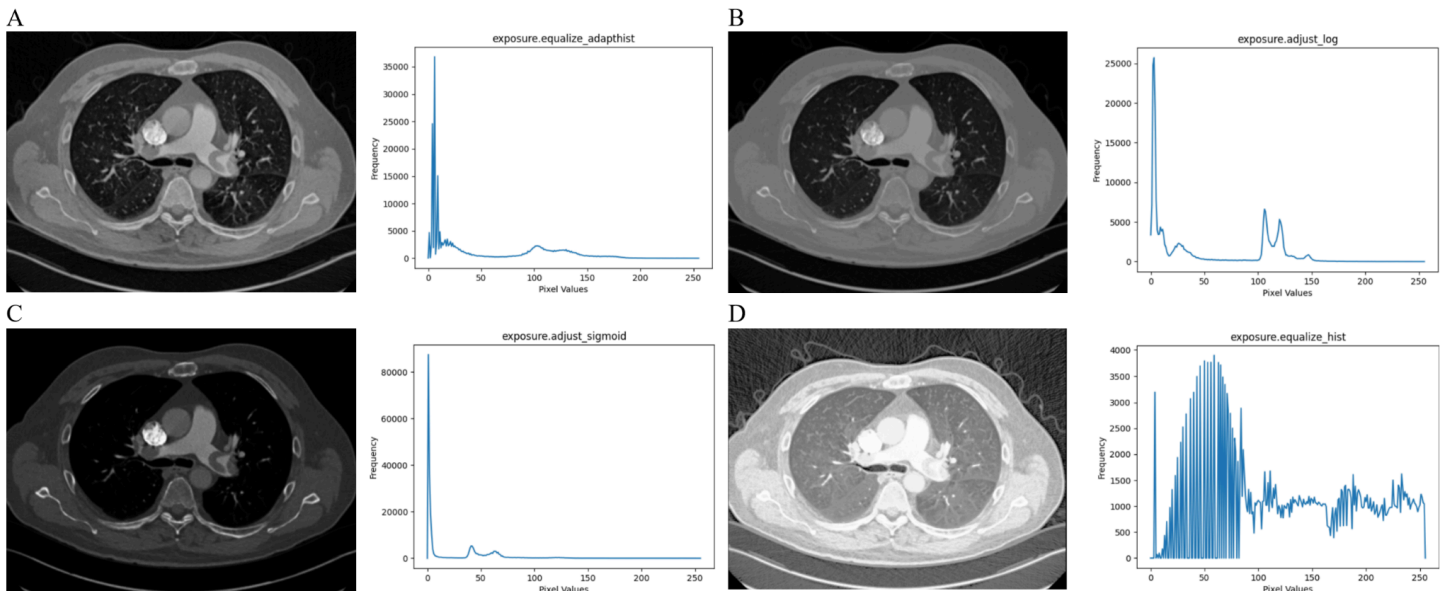 A
exposure.equalize_adapthist
35000
30000
25000
20000
15000
10000
5000
0
Frequency
0 50 100 150 200 250
Pixel Values
B
exposure.adjust_log
25000
20000
15000
10000
5000
0
Frequency
0 50 100 150 200 250
Pixel Values
C
exposure.adjust_sigmoid
80000
60000
40000
20000
0
Frequency
0 50 100 150 200 250
Pixel Values
D
exposure.equalize_hist
4000
3500
3000
2500
2000
1500
1000
500
0
Frequency
0 50 100 150 200 250
Pixel Values